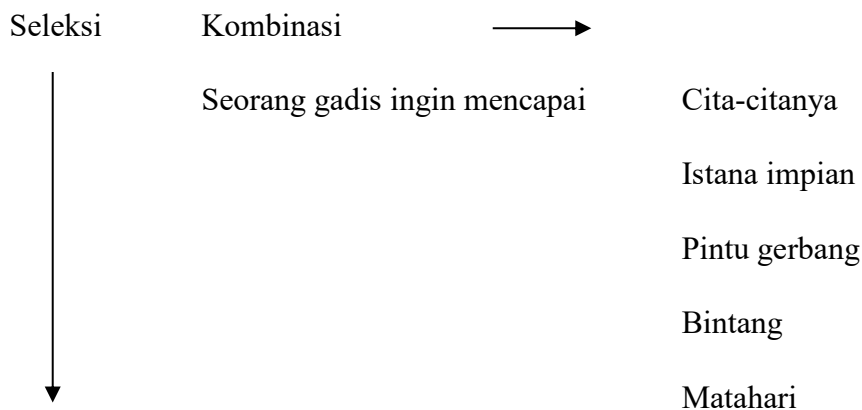 Seleksi Kombinasi
Seorang gadis ingin mencapai Cita-citanya
Istana impian
Pintu gerbang
Bintang
Matahari